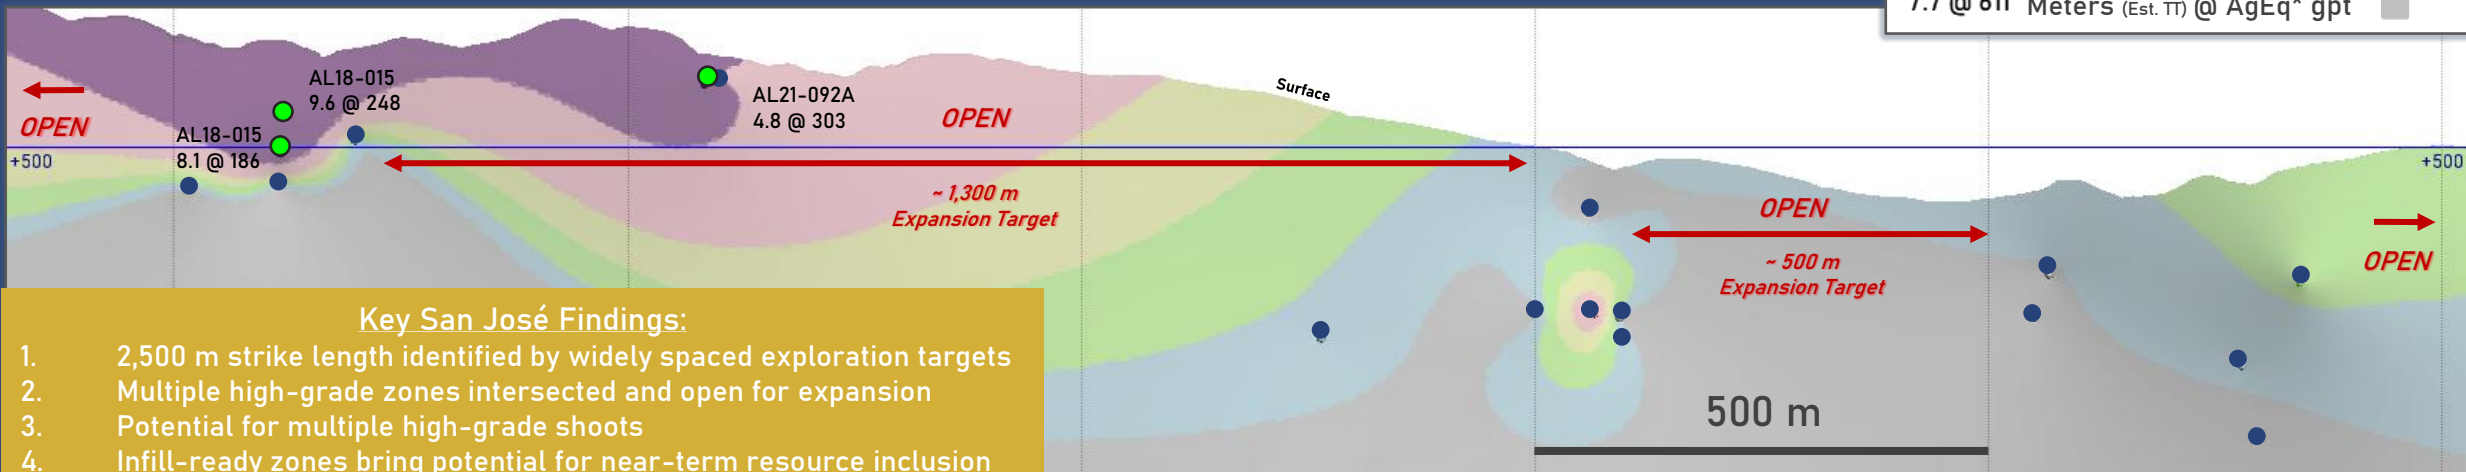 7.7 @ 611 Meters (Est. TT) @ AgEq* gpt
AL18-015
9.6 @ 248
AL18-015
8.1 @ 186
AL21-092A
4.8 @ 303
Surface
OPEN
OPEN
+500
+500
~ 1,300 m
Expansion Target
OPEN
~ 500 m
Expansion Target
OPEN
500 m
Key San José Findings:
1. 2,500 m strike length identified by widely spaced exploration targets
2. Multiple high-grade zones intersected and open for expansion
3. Potential for multiple high-grade shoots
4. Infill-ready zones bring potential for near-term resource inclusion